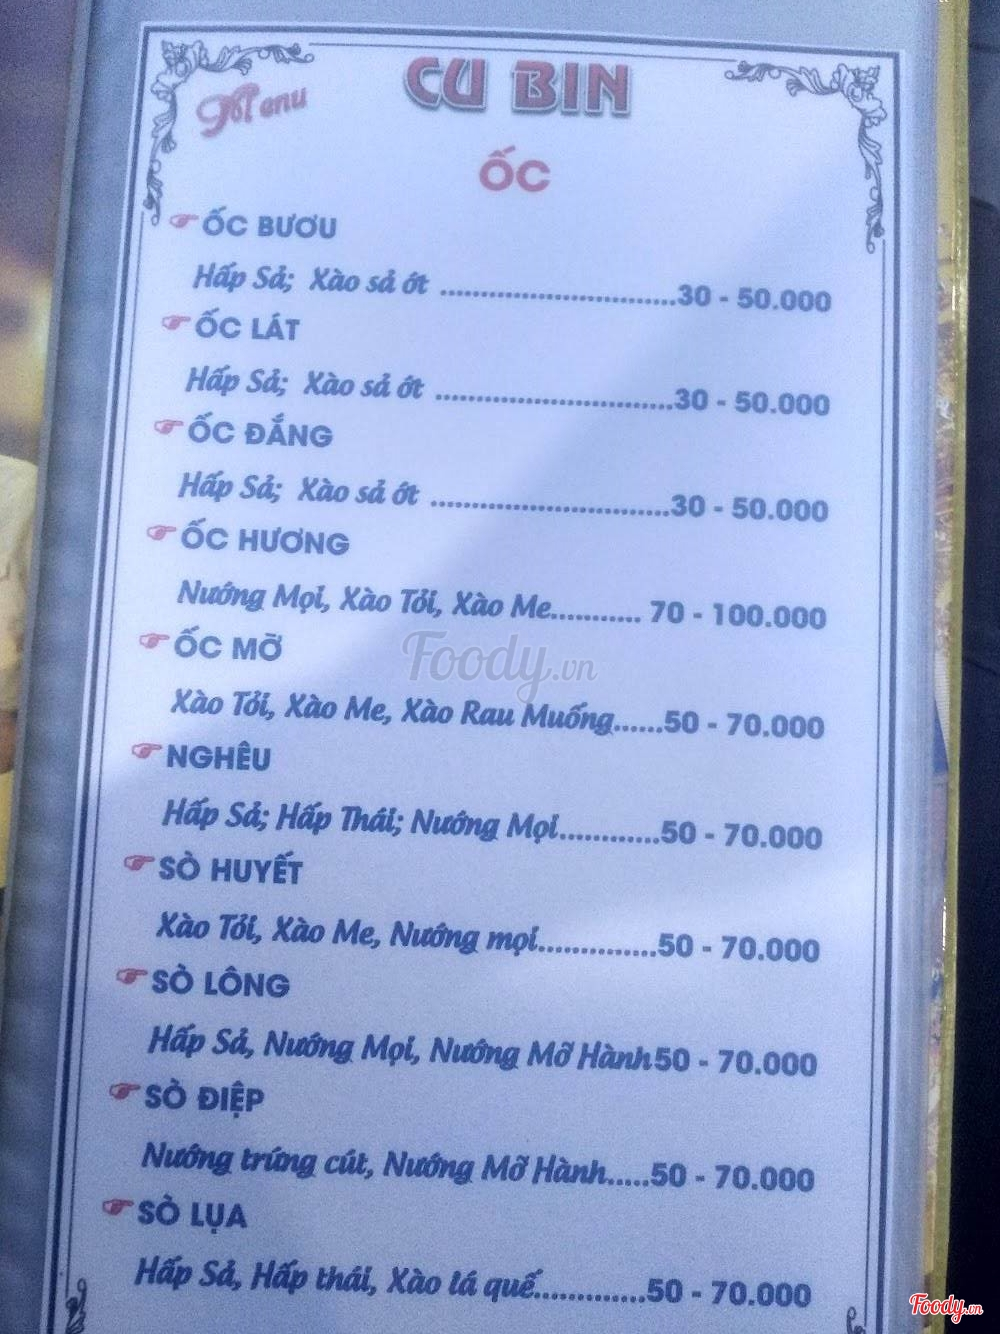 Menu
CU BIN
ỐC
ỐC BƯƠU
Hấp Sả; Xào sả ớt .............................30 - 50.000
ỐC LÁT
Hấp Sả; Xào sả ớt .............................30 - 50.000
ỐC ĐẮNG
Hấp Sả; Xào sả ớt .............................30 - 50.000
ỐC HƯƠNG
Nướng Mọi, Xào Tỏi, Xào Me........... 70 - 100.000
ỐC MỠ
Xào Tỏi, Xào Me, Xào Rau Muống......50 - 70.000
Foody.vn
NGHÊU
Hấp Sả; Hấp Thái; Nướng Mọi............50 - 70.000
SÒ HUYẾT
Xào Tỏi, Xào Me, Nướng mọi..............50 - 70.000
SÒ LÔNG
Hấp Sả, Nướng Mọi, Nướng Mỡ Hành50 - 70.000
SÒ ĐIỆP
Nướng trứng cút, Nướng Mỡ Hành.....50 - 70.000
SÒ LỤA
Hấp Sả, Hấp thái, Xào lá quế.............50 - 70.000
Foody.vn